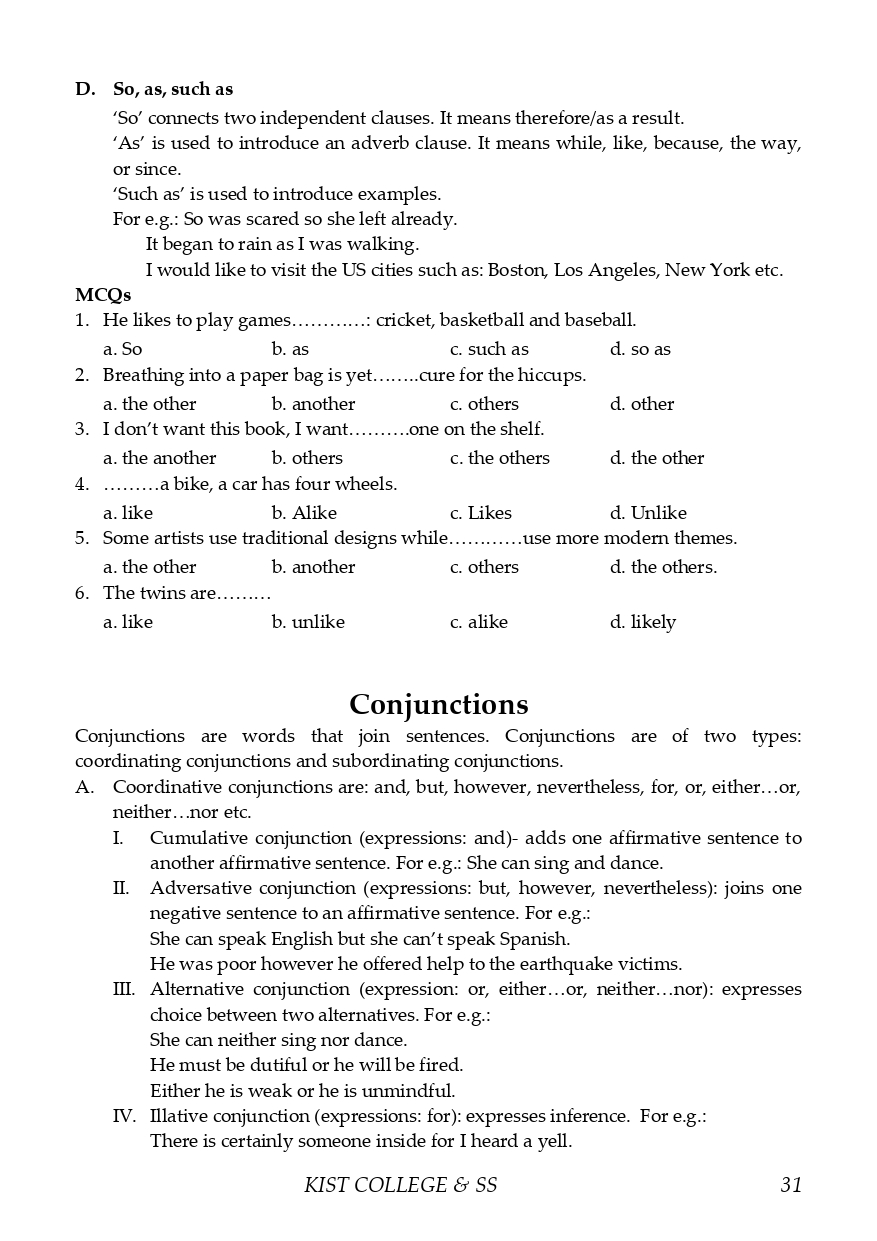 D. So, as, such as
‘So’ connects two independent clauses. It means therefore/as a result.
‘As’ is used to introduce an adverb clause. It means while, like, because, the way,
or since.
‘Such as’ is used to introduce examples.
For e.g.: So was scared so she left already.
It began to rain as I was walking.
I would like to visit the US cities such as: Boston, Los Angeles, New York etc.
MCQs
1. He likes to play games…………: cricket, basketball and baseball.
a. So b. as c. such as d. so as
2. Breathing into a paper bag is yet……..cure for the hiccups.
a. the other b. another c. others d. other
3. I don’t want this book, I want……….one on the shelf.
a. the another b. others c. the others d. the other
4. ………a bike, a car has four wheels.
a. like b. Alike c. Likes d. Unlike
5. Some artists use traditional designs while…………use more modern themes.
a. the other b. another c. others d. the others.
6. The twins are………
a. like b. unlike c. alike d. likely
Conjunctions
Conjunctions are words that join sentences. Conjunctions are of two types:
coordinating conjunctions and subordinating conjunctions.
A. Coordinative conjunctions are: and, but, however, nevertheless, for, or, either…or,
neither…nor etc.
I. Cumulative conjunction (expressions: and)- adds one affirmative sentence to
another affirmative sentence. For e.g.: She can sing and dance.
II. Adversative conjunction (expressions: but, however, nevertheless): joins one
negative sentence to an affirmative sentence. For e.g.:
She can speak English but she can’t speak Spanish.
He was poor however he offered help to the earthquake victims.
III. Alternative conjunction (expression: or, either…or, neither…nor): expresses
choice between two alternatives. For e.g.:
She can neither sing nor dance.
He must be dutiful or he will be fired.
Either he is weak or he is unmindful.
IV. Illative conjunction (expressions: for): expresses inference. For e.g.:
There is certainly someone inside for I heard a yell.
KIST COLLEGE & SS 31